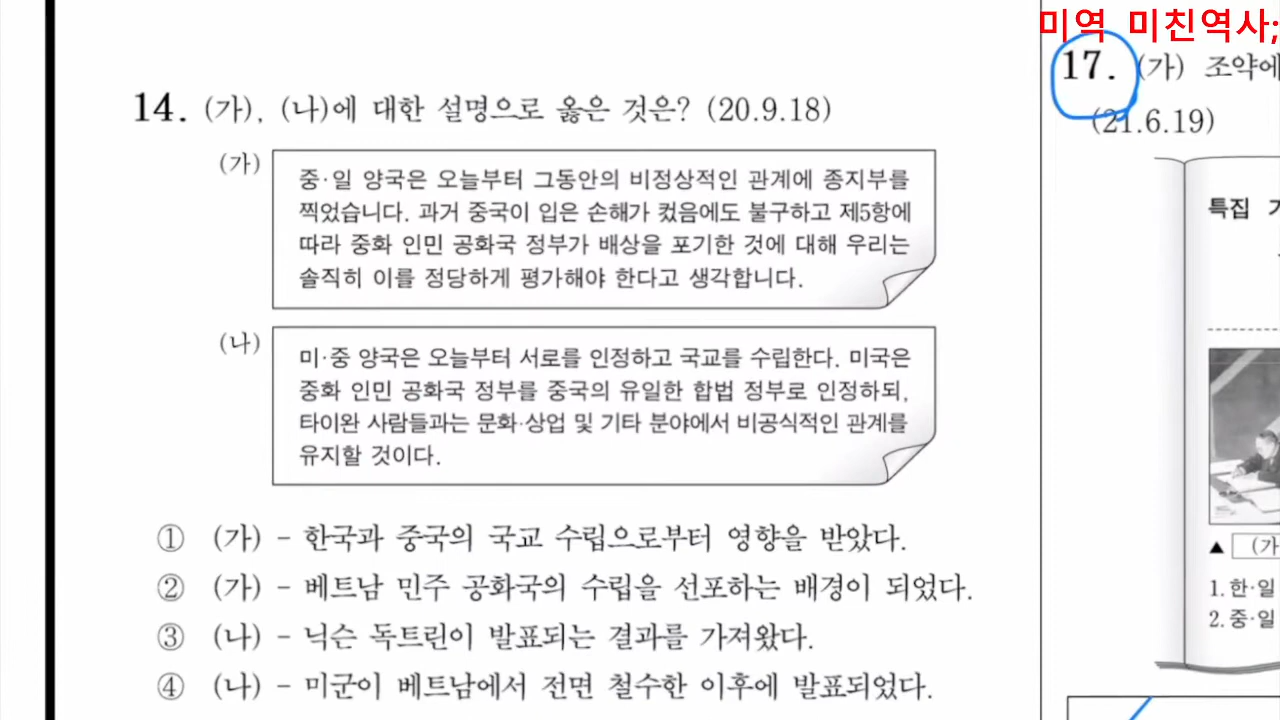 미역 미친역사;
14. (가), (나)에 대한 설명으로 옳은 것은? (20.9.18)
(가)
중·일 양국은 오늘부터 그동안의 비정상적인 관계에 종지부를
찍었습니다. 과거 중국이 입은 손해가 컸음에도 불구하고 제5항에
따라 중화 인민 공화국 정부가 배상을 포기한 것에 대해 우리는
솔직히 이를 정당하게 평가해야 한다고 생각합니다.
(나)
미·중 양국은 오늘부터 서로를 인정하고 국교를 수립한다. 미국은
중화 인민 공화국 정부를 중국의 유일한 합법 정부로 인정하되,
타이완 사람들과는 문화·상업 및 기타 분야에서 비공식적인 관계를
유지할 것이다.
① (가) - 한국과 중국의 국교 수립으로부터 영향을 받았다.
② (가) - 베트남 민주 공화국의 수립을 선포하는 배경이 되었다.
③ (나) - 닉슨 독트린이 발표되는 결과를 가져왔다.
④ (나) - 미군이 베트남에서 전면 철수한 이후에 발표되었다.
17. (가) 조약에
(21.6.19)
특집
▲ (가
1. 한·일
2. 중·일